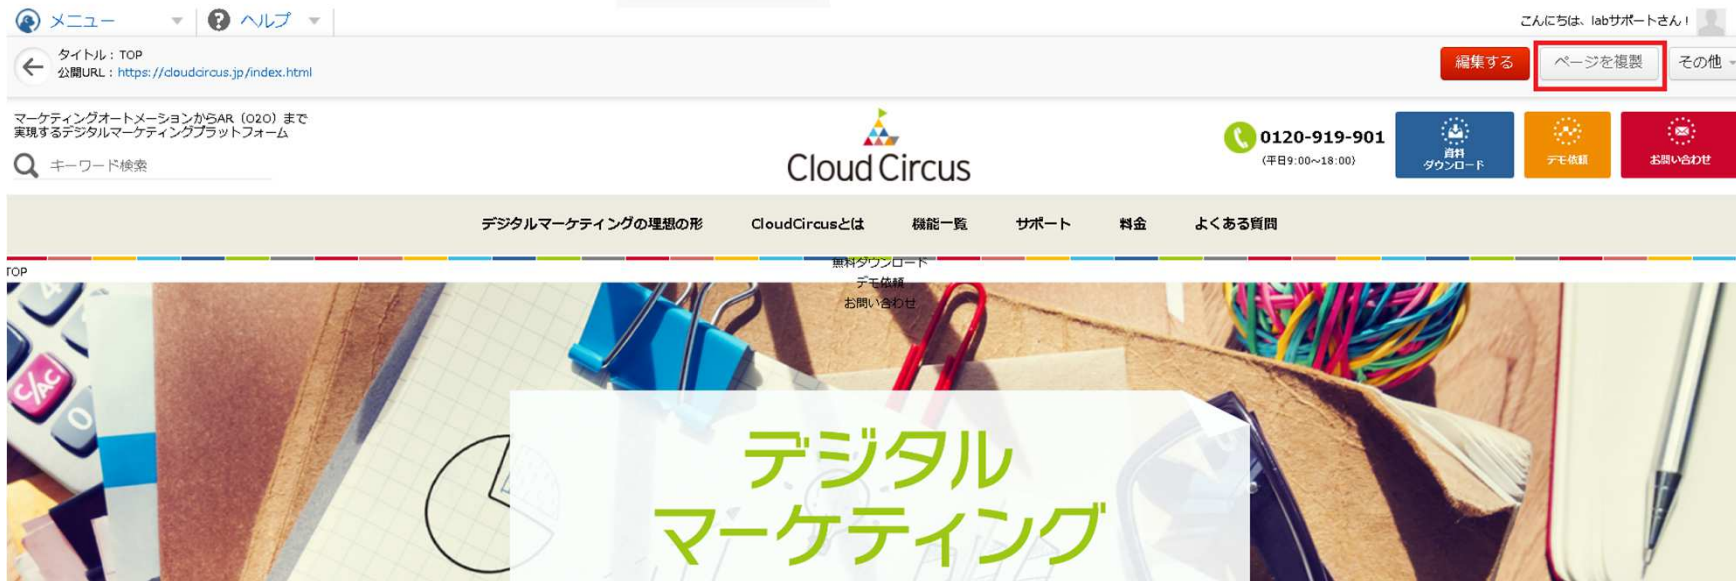 メニュー
ヘルプ
こんにちは、labサポートさん！
タイトル：TOP
公開URL：https://cloudcircus.jp/index.html
編集する
ページを複製
その他
マーケティングオートメーションからAR（O2O）まで
実現するデジタルマーケティングプラットフォーム
キーワード検索
Cloud Circus
0120-919-901
（平日9:00～18:00）
資料
ダウンロード
デモ依頼
お問い合わせ
デジタルマーケティングの理想の形
CloudCircusとは
機能一覧
サポート
料金
よくある質問
TOP
無料ダウンロード
デモ依頼
お問い合わせ
C/AC
デジタル
マーケティング